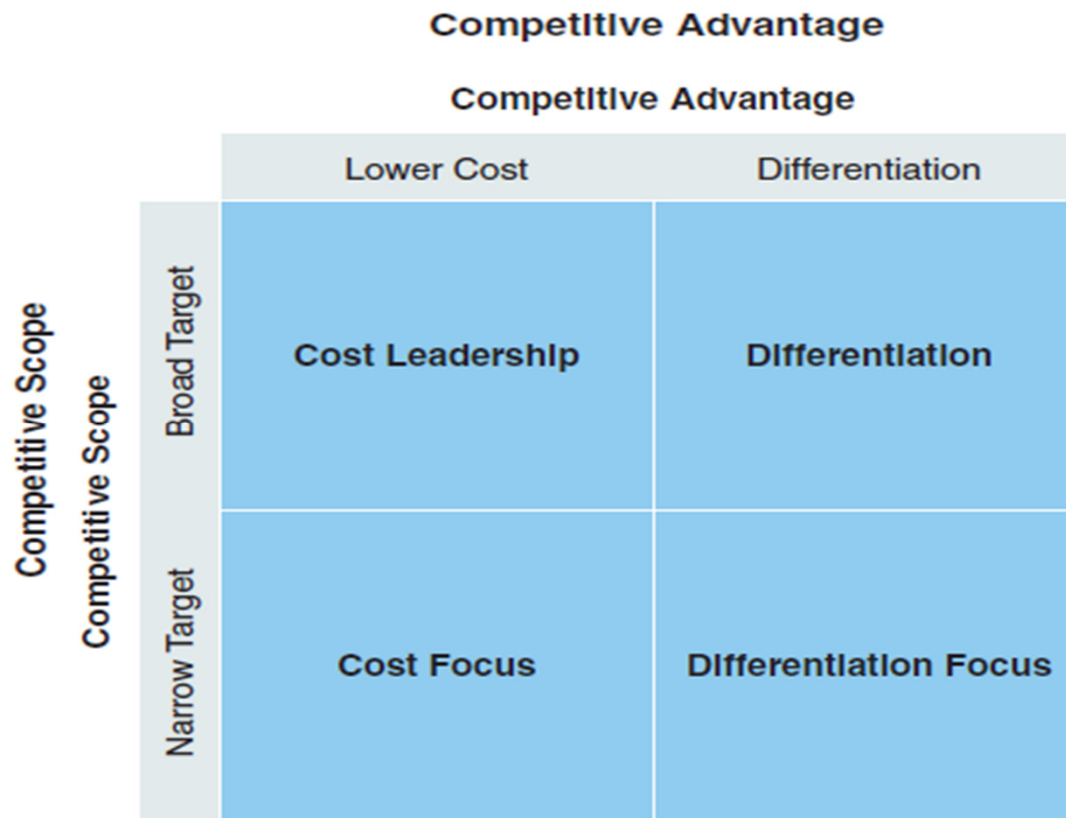 Competitive Advantage
Competitive Advantage
Lower Cost
Differentiation
Competitive Scope
Competitive Scope
Broad Target
Cost Leadership
Differentiation
Narrow Target
Cost Focus
Differentiation Focus